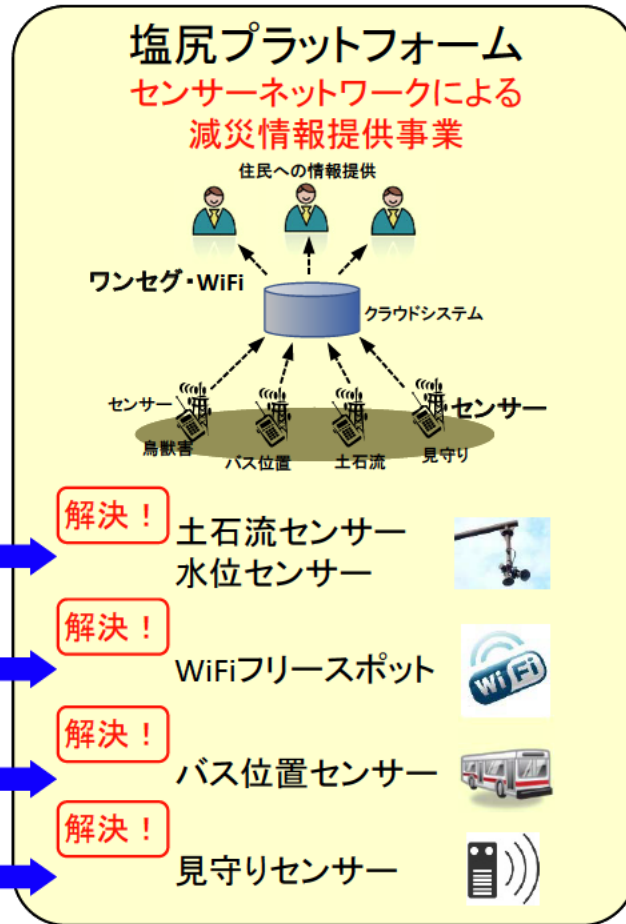 塩尻プラットフォーム
センサーネットワークによる
減災情報提供事業
住民への情報提供
ワンセグ・WiFi
クラウドシステム
センサー
センサー
鳥獣害
バス位置
土石流
見守り
解決！
土石流センサー
水位センサー
解決！
WiFiフリースポット
WiFi
解決！
バス位置センサー
解決！
見守りセンサー